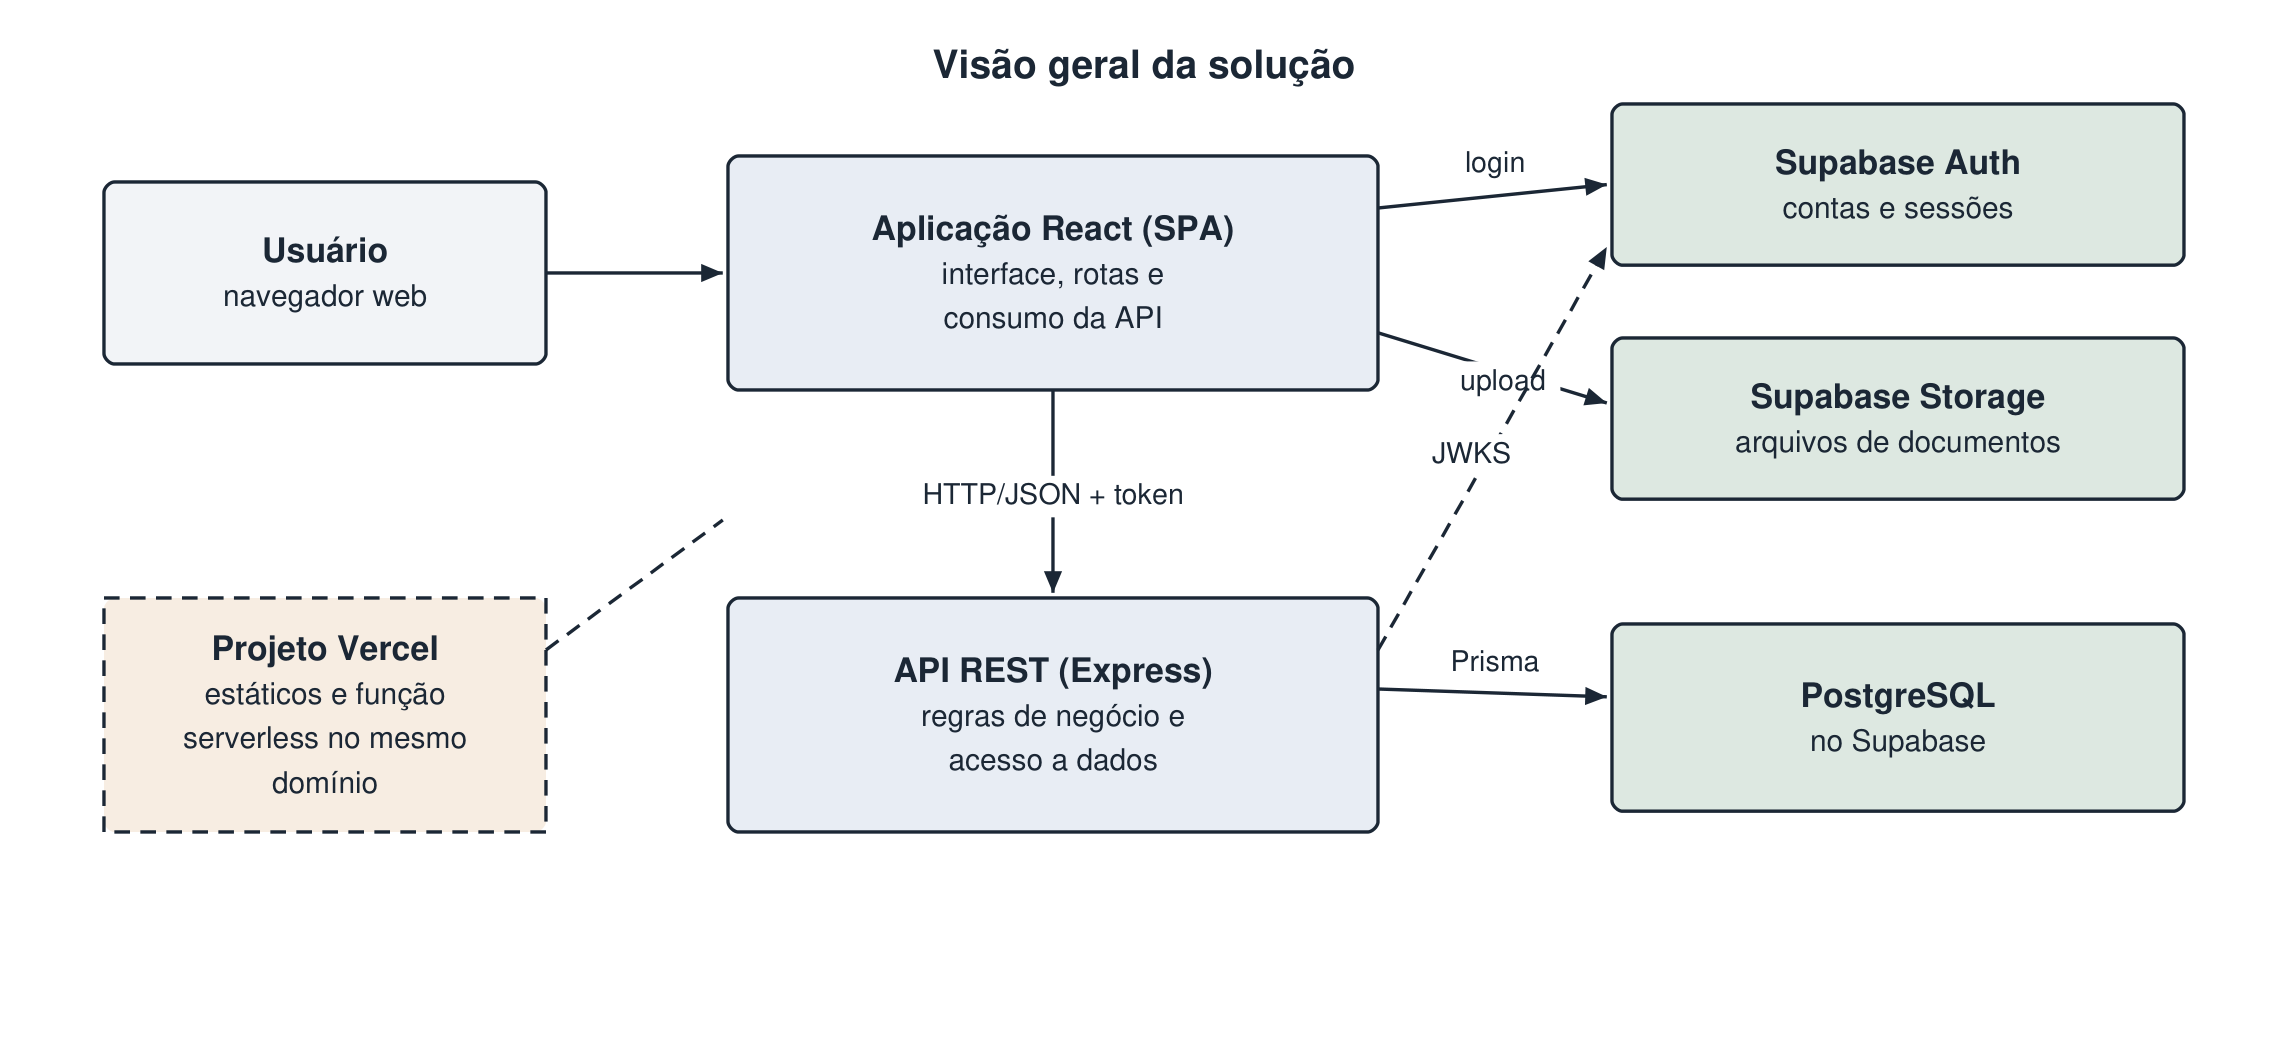 Visão geral da solução
Usuário
navegador web
Aplicação React (SPA)
interface, rotas e
consumo da API
login
Supabase Auth
contas e sessões
upload
Supabase Storage
arquivos de documentos
JWKS
HTTP/JSON + token
Projeto Vercel
estáticos e função
serverless no mesmo
domínio
API REST (Express)
regras de negócio e
acesso a dados
Prisma
PostgreSQL
no Supabase